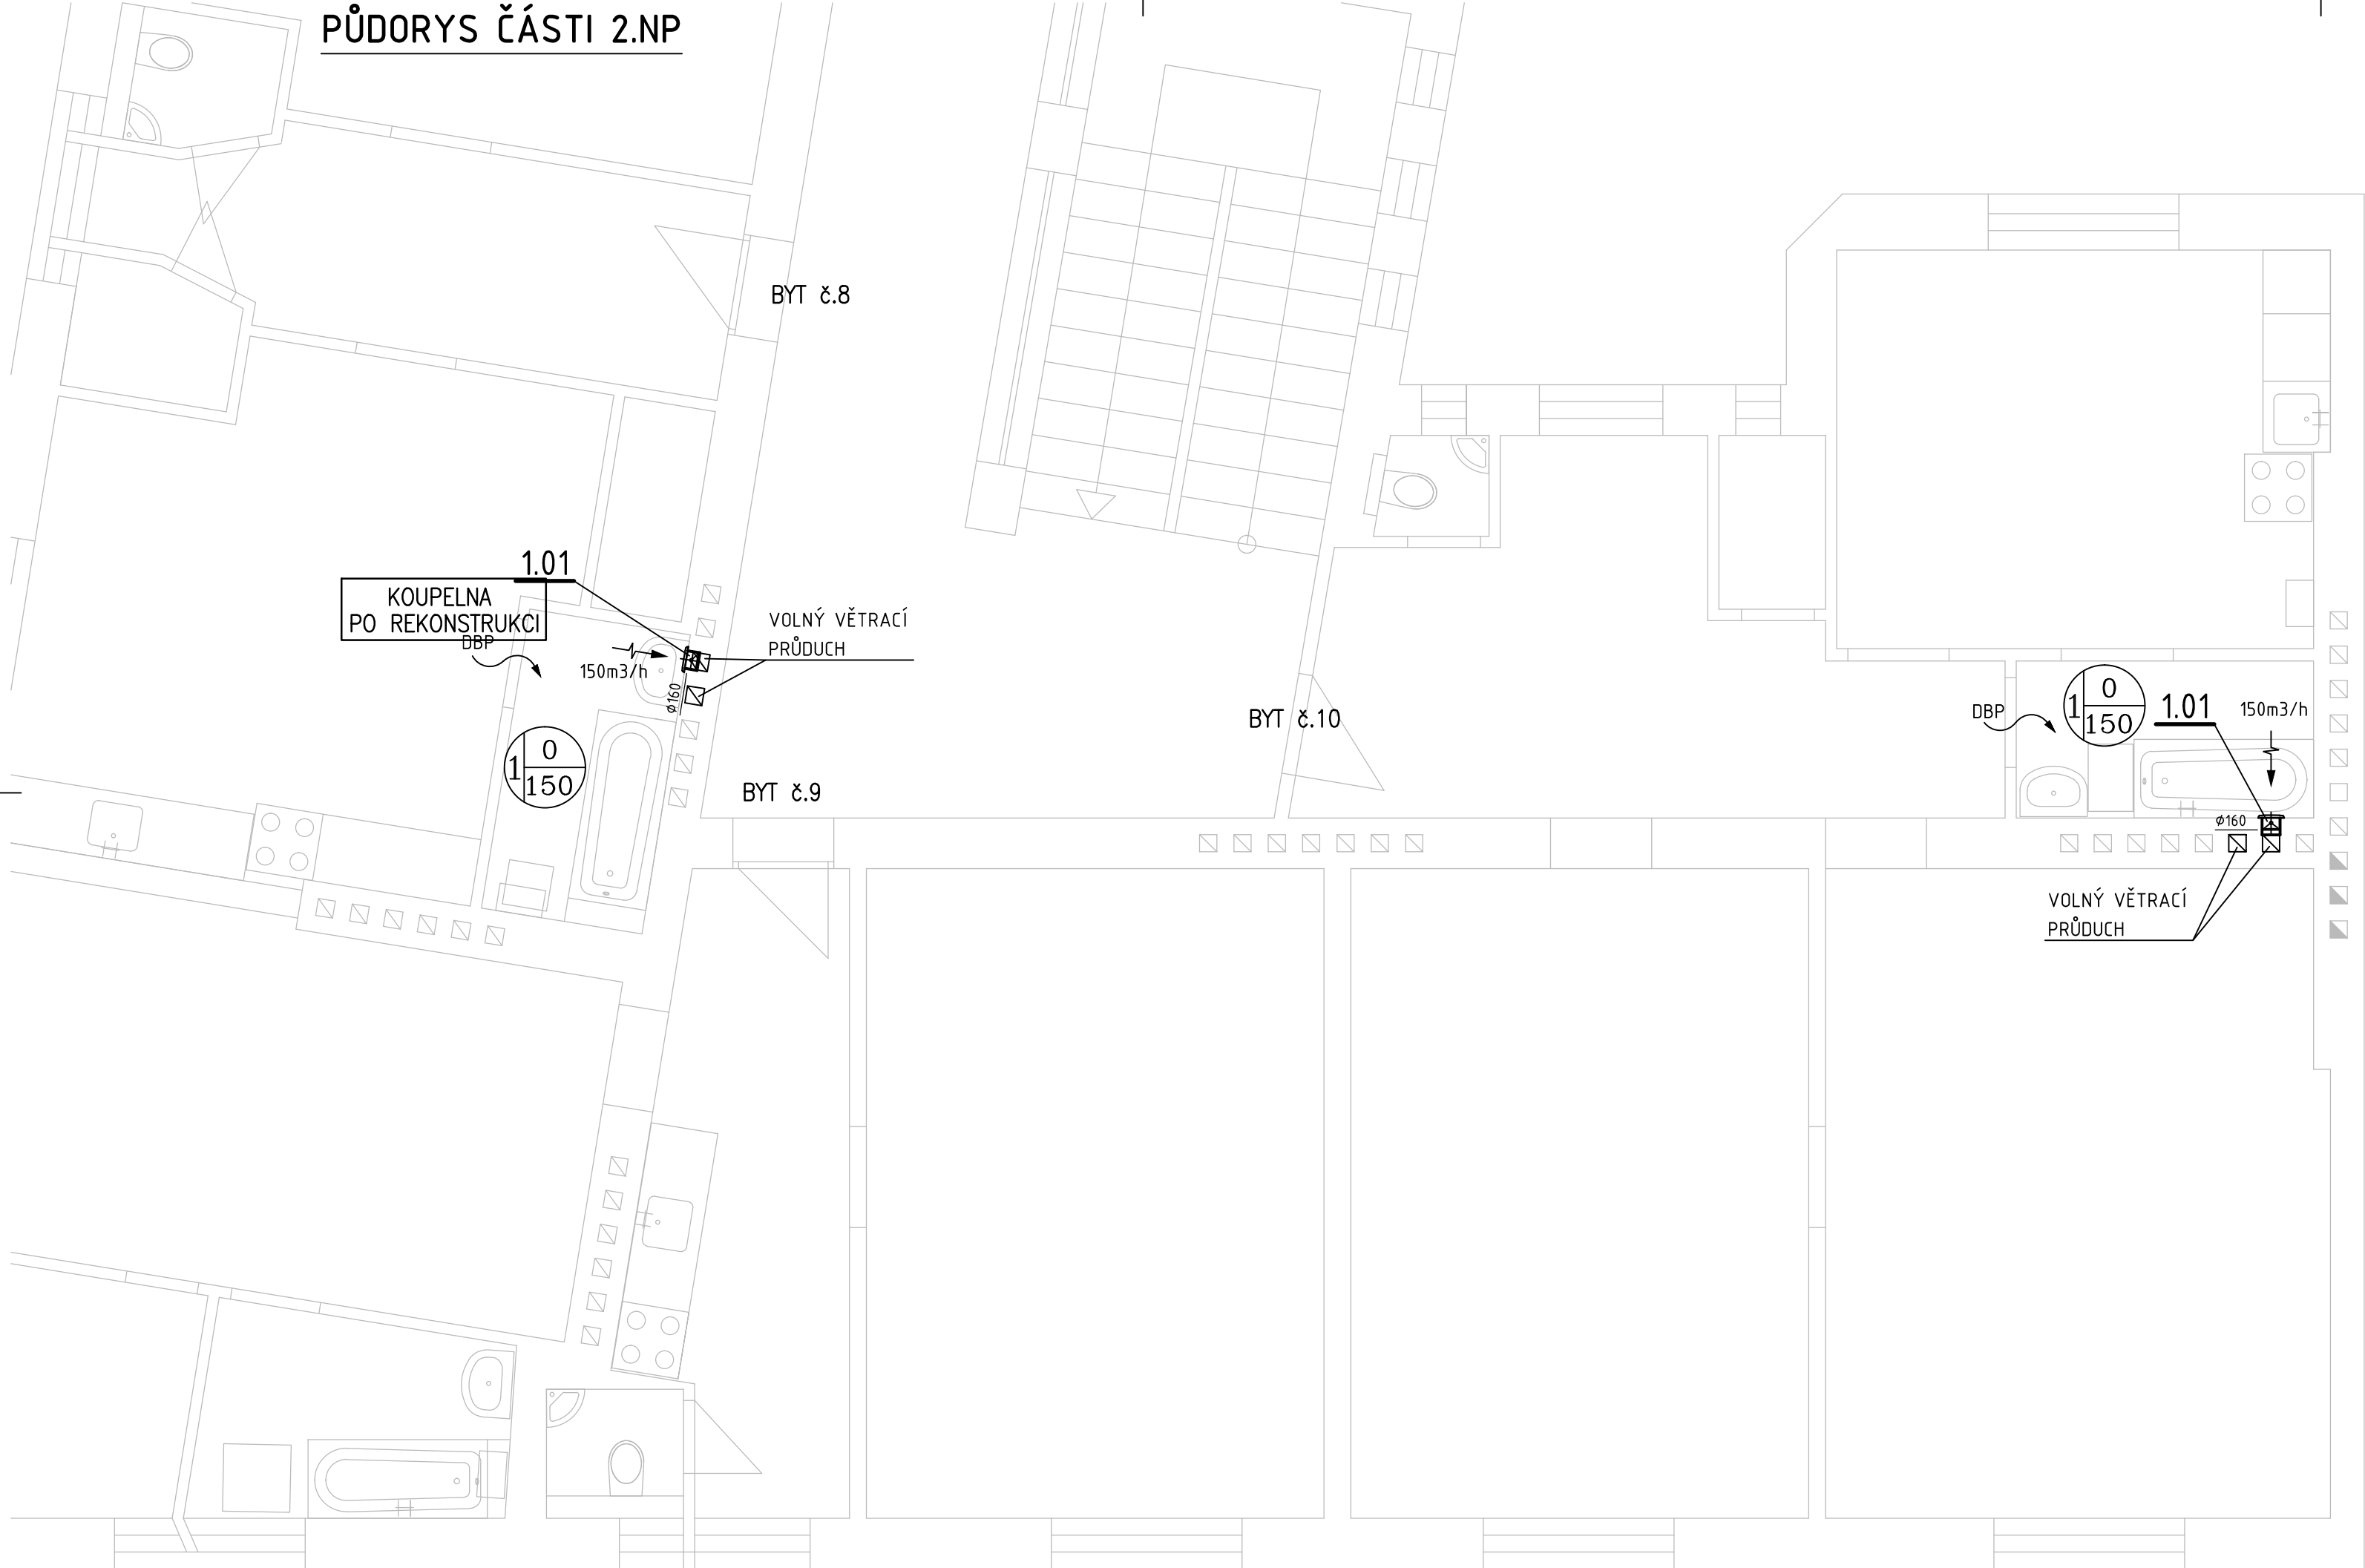 PŮDORYS ČÁSTI 2.NP
BYT č.8
1.01
KOUPELNA
PO REKONSTRUKCI
DBP
150m3/h
ø160
VOLNÝ VĚTRACÍ
PRŮDUCH
1
0
150
BYT č.9
BYT č.10
DBP
1
0
150
1.01
150m3/h
ø160
VOLNÝ VĚTRACÍ
PRŮDUCH